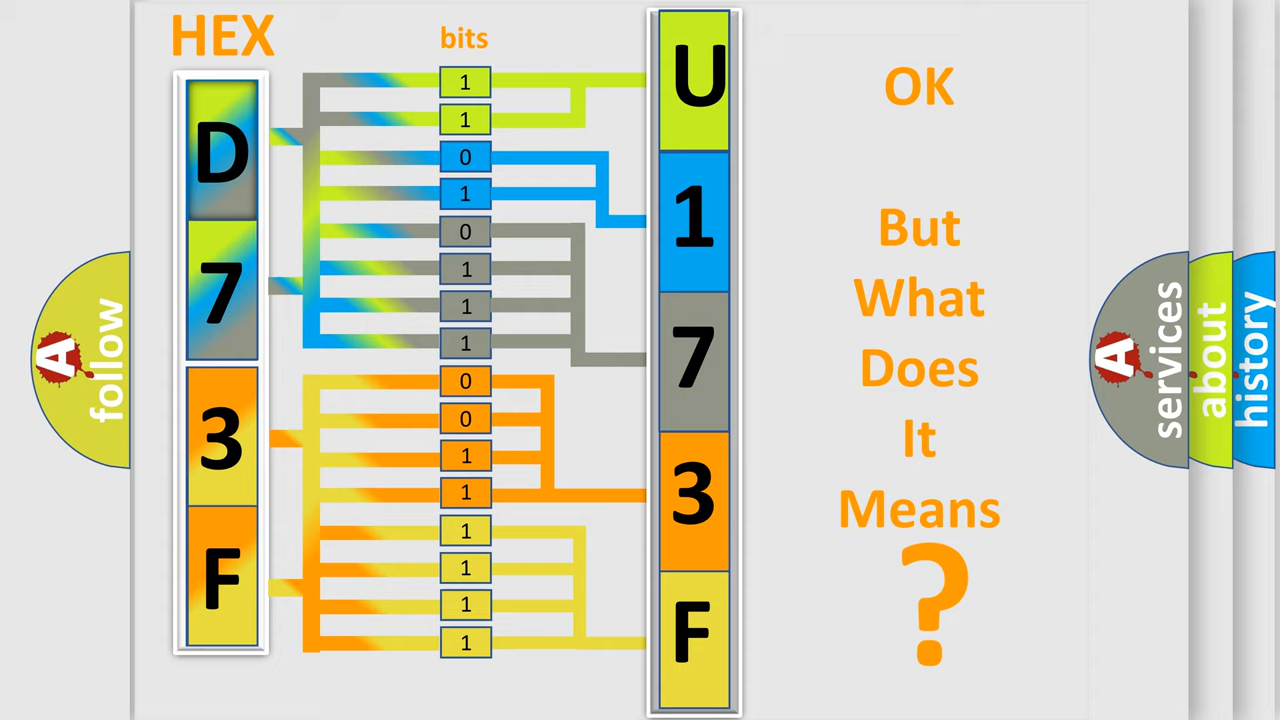 HEX
bits
D
7
3
F
1
1
0
1
0
1
1
1
0
0
1
1
1
1
1
1
U
1
7
3
F
OK
But
What
Does
It
Means
?
A
follow
A
services
about
history